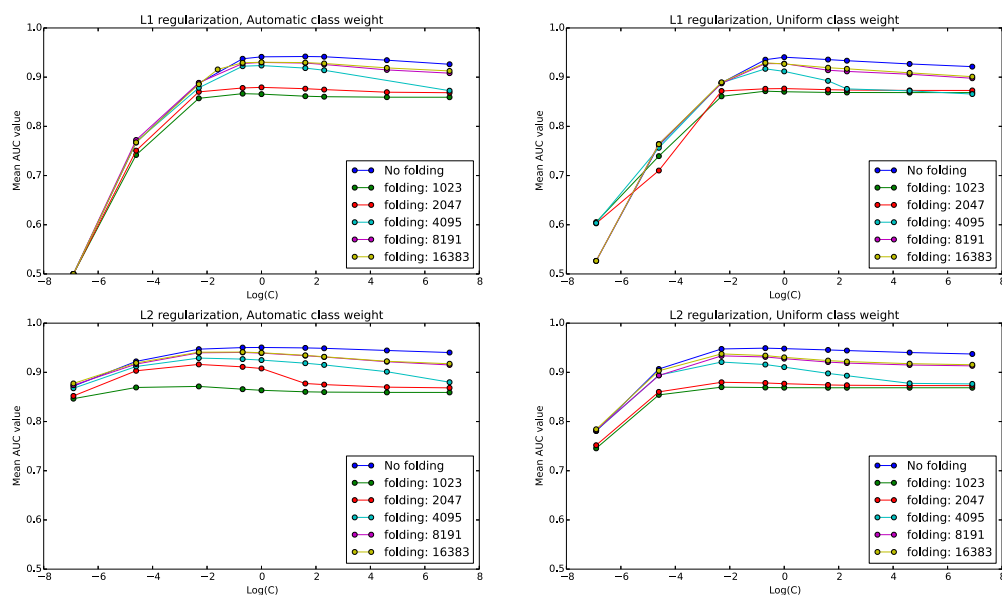 L1 regularization, Automatic class weight
1.0
0.9
0.8
0.7
0.6
0.5
Mean AUC value
−8 −6 −4 −2 0 2 4 6 8
Log(C)
No folding
folding: 1023
folding: 2047
folding: 4095
folding: 8191
folding: 16383
L1 regularization, Uniform class weight
1.0
0.9
0.8
0.7
0.6
0.5
Mean AUC value
−8 −6 −4 −2 0 2 4 6 8
Log(C)
No folding
folding: 1023
folding: 2047
folding: 4095
folding: 8191
folding: 16383
L2 regularization, Automatic class weight
1.0
0.9
0.8
0.7
0.6
0.5
Mean AUC value
−8 −6 −4 −2 0 2 4 6 8
Log(C)
No folding
folding: 1023
folding: 2047
folding: 4095
folding: 8191
folding: 16383
L2 regularization, Uniform class weight
1.0
0.9
0.8
0.7
0.6
0.5
Mean AUC value
−8 −6 −4 −2 0 2 4 6 8
Log(C)
No folding
folding: 1023
folding: 2047
folding: 4095
folding: 8191
folding: 16383